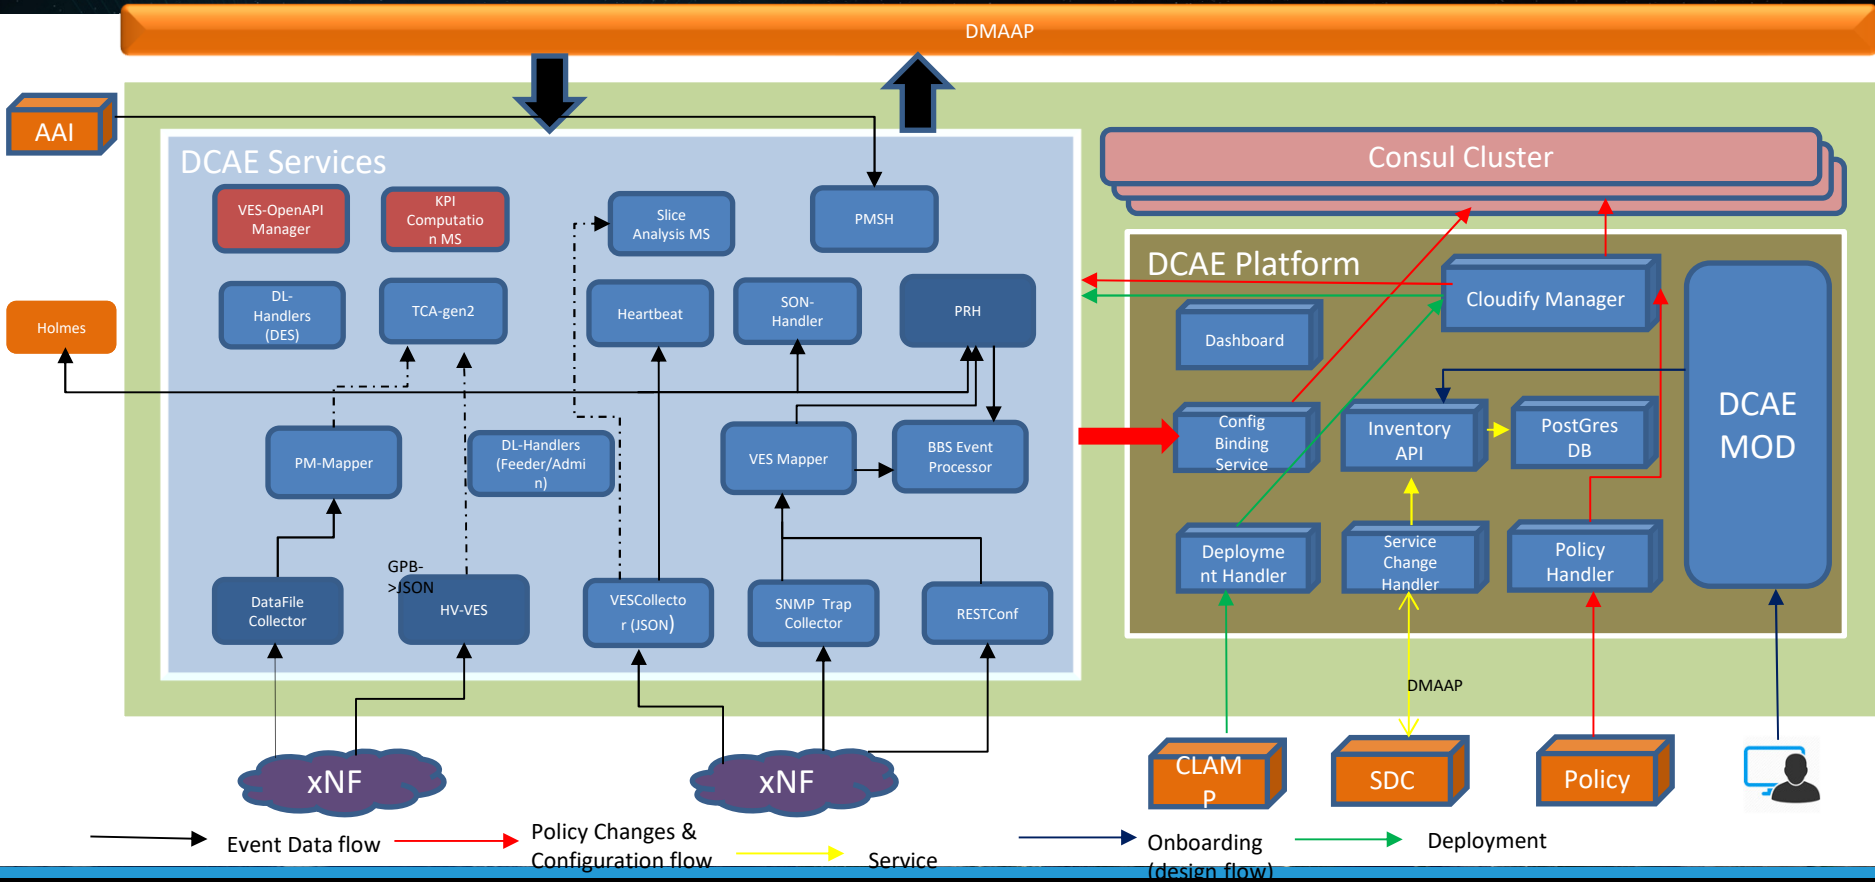 DMAAP
AAI
DCAE Services
Consul Cluster
VES-OpenAPI
Manager
KPI
Computatio
n MS
Slice
Analysis MS
PMSH
DCAE Platform
Cloudify Manager
DL-
Handlers
(DES)
TCA-gen2
Heartbeat
SON-
Handler
PRH
Holmes
Dashboard
DCAE
MOD
PM-Mapper
DL-Handlers
(Feeder/Admi
n)
VES Mapper
BBS Event
Processor
Config
Binding
Service
Inventory
API
PostGres
DB
GPB-
>JSON
DataFile
Collector
HV-VES
VESCollecto
r (JSON)
SNMP Trap
Collector
RESTConf
Deployme
nt Handler
Service
Change
Handler
Policy
Handler
DMAAP
xNF
xNF
CLAM
P
SDC
Policy
Event Data flow
Policy Changes &
Configuration flow
Service
Onboarding
(design flow)
Deployment